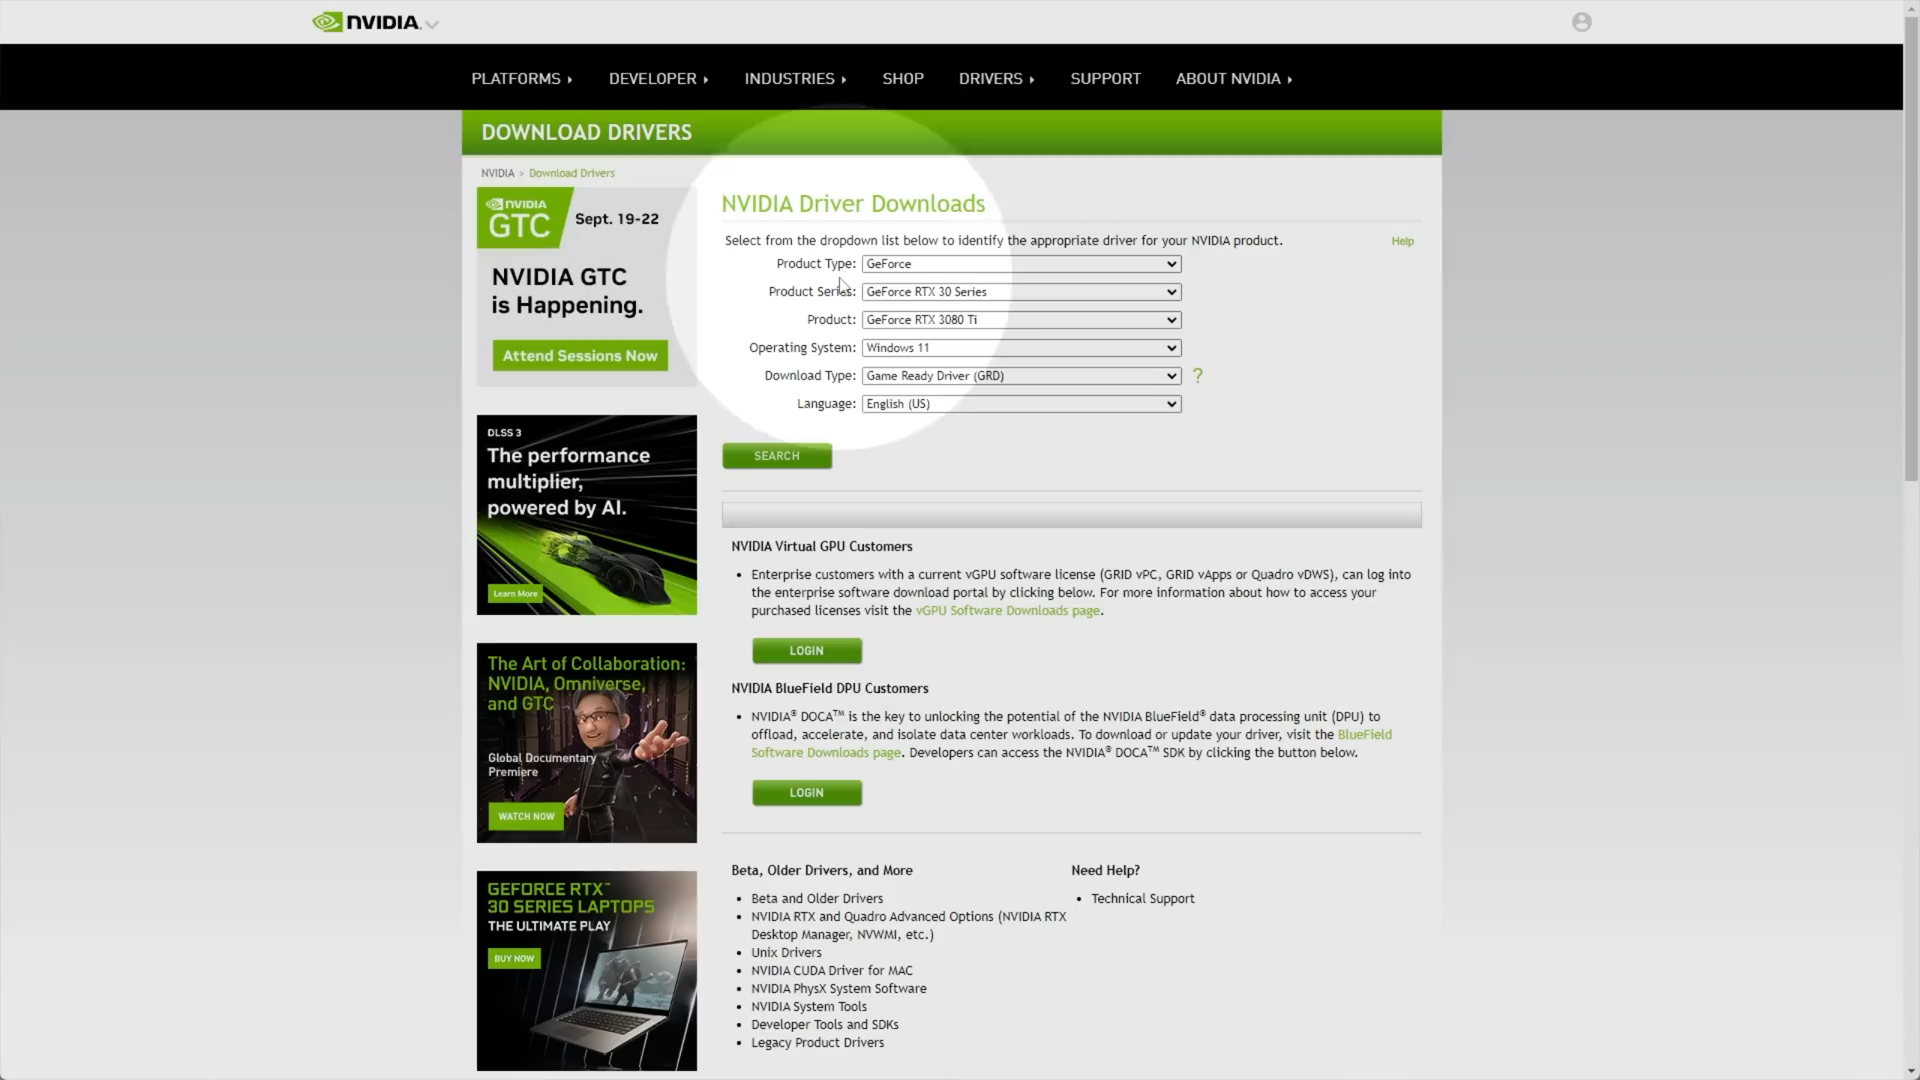 NVIDIA.
PLATFORMS
DEVELOPER
INDUSTRIES
SHOP
DRIVERS
SUPPORT
ABOUT NVIDIA
DOWNLOAD DRIVERS
NVIDIA > Download Drivers
NVIDIA
GTC
Sept. 19-22
NVIDIA GTC
is Happening.
Attend Sessions Now
DLSS 3
The performance
multiplier,
powered by AI.
Learn More
The Art of Collaboration:
NVIDIA, Omniverse,
and GTC
Global Documentary
Premiere
WATCH NOW
GEFORCE RTX™
30 SERIES LAPTOPS
THE ULTIMATE PLAY
BUY NOW
NVIDIA Driver Downloads
Select from the dropdown list below to identify the appropriate driver for your NVIDIA product.
Help
Product Type: GeForce
Product Series: GeForce RTX 30 Series
Product: GeForce RTX 3080 Ti
Operating System: Windows 11
Download Type: Game Ready Driver (GRD) ?
Language: English (US)
SEARCH
NVIDIA Virtual GPU Customers
• Enterprise customers with a current vGPU software license (GRID vPC, GRID vApps or Quadro vDWS), can log into
the enterprise software download portal by clicking below. For more information about how to access your
purchased licenses visit the vGPU Software Downloads page.
LOGIN
NVIDIA BlueField DPU Customers
• NVIDIA® DOCA™ is the key to unlocking the potential of the NVIDIA BlueField® data processing unit (DPU) to
offload, accelerate, and isolate data center workloads. To download or update your driver, visit the BlueField
Software Downloads page. Developers can access the NVIDIA® DOCA™ SDK by clicking the button below.
LOGIN
Beta, Older Drivers, and More
• Beta and Older Drivers
• NVIDIA RTX and Quadro Advanced Options (NVIDIA RTX
Desktop Manager, NVWMI, etc.)
• Unix Drivers
• NVIDIA CUDA Driver for MAC
• NVIDIA PhysX System Software
• NVIDIA System Tools
• Developer Tools and SDKs
• Legacy Product Drivers
Need Help?
• Technical Support